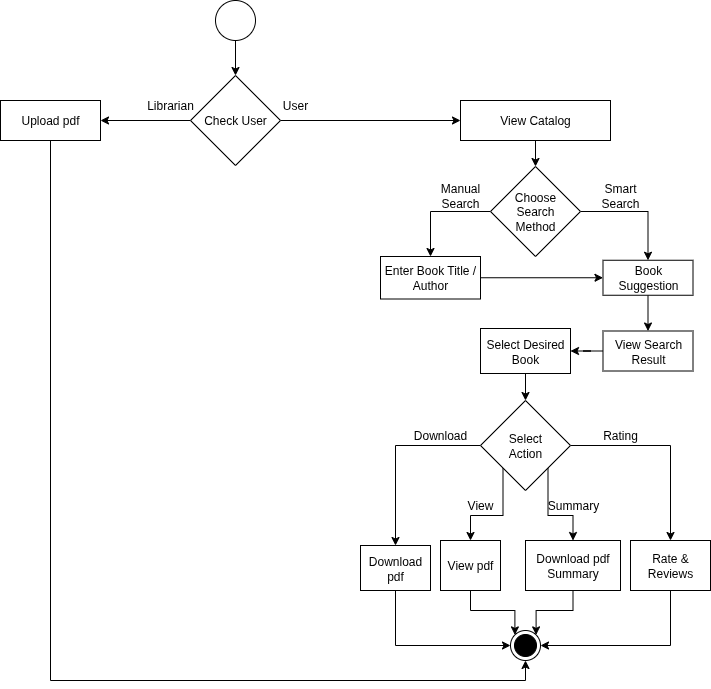 Librarian
User
Upload pdf
Check User
View Catalog
Manual
Search
Smart
Search
Choose
Search
Method
Enter Book Title /
Author
Book
Suggestion
Select Desired
Book
View Search
Result
Download
Select
Action
Rating
View
Summary
Download
pdf
View pdf
Download pdf
Summary
Rate &
Reviews